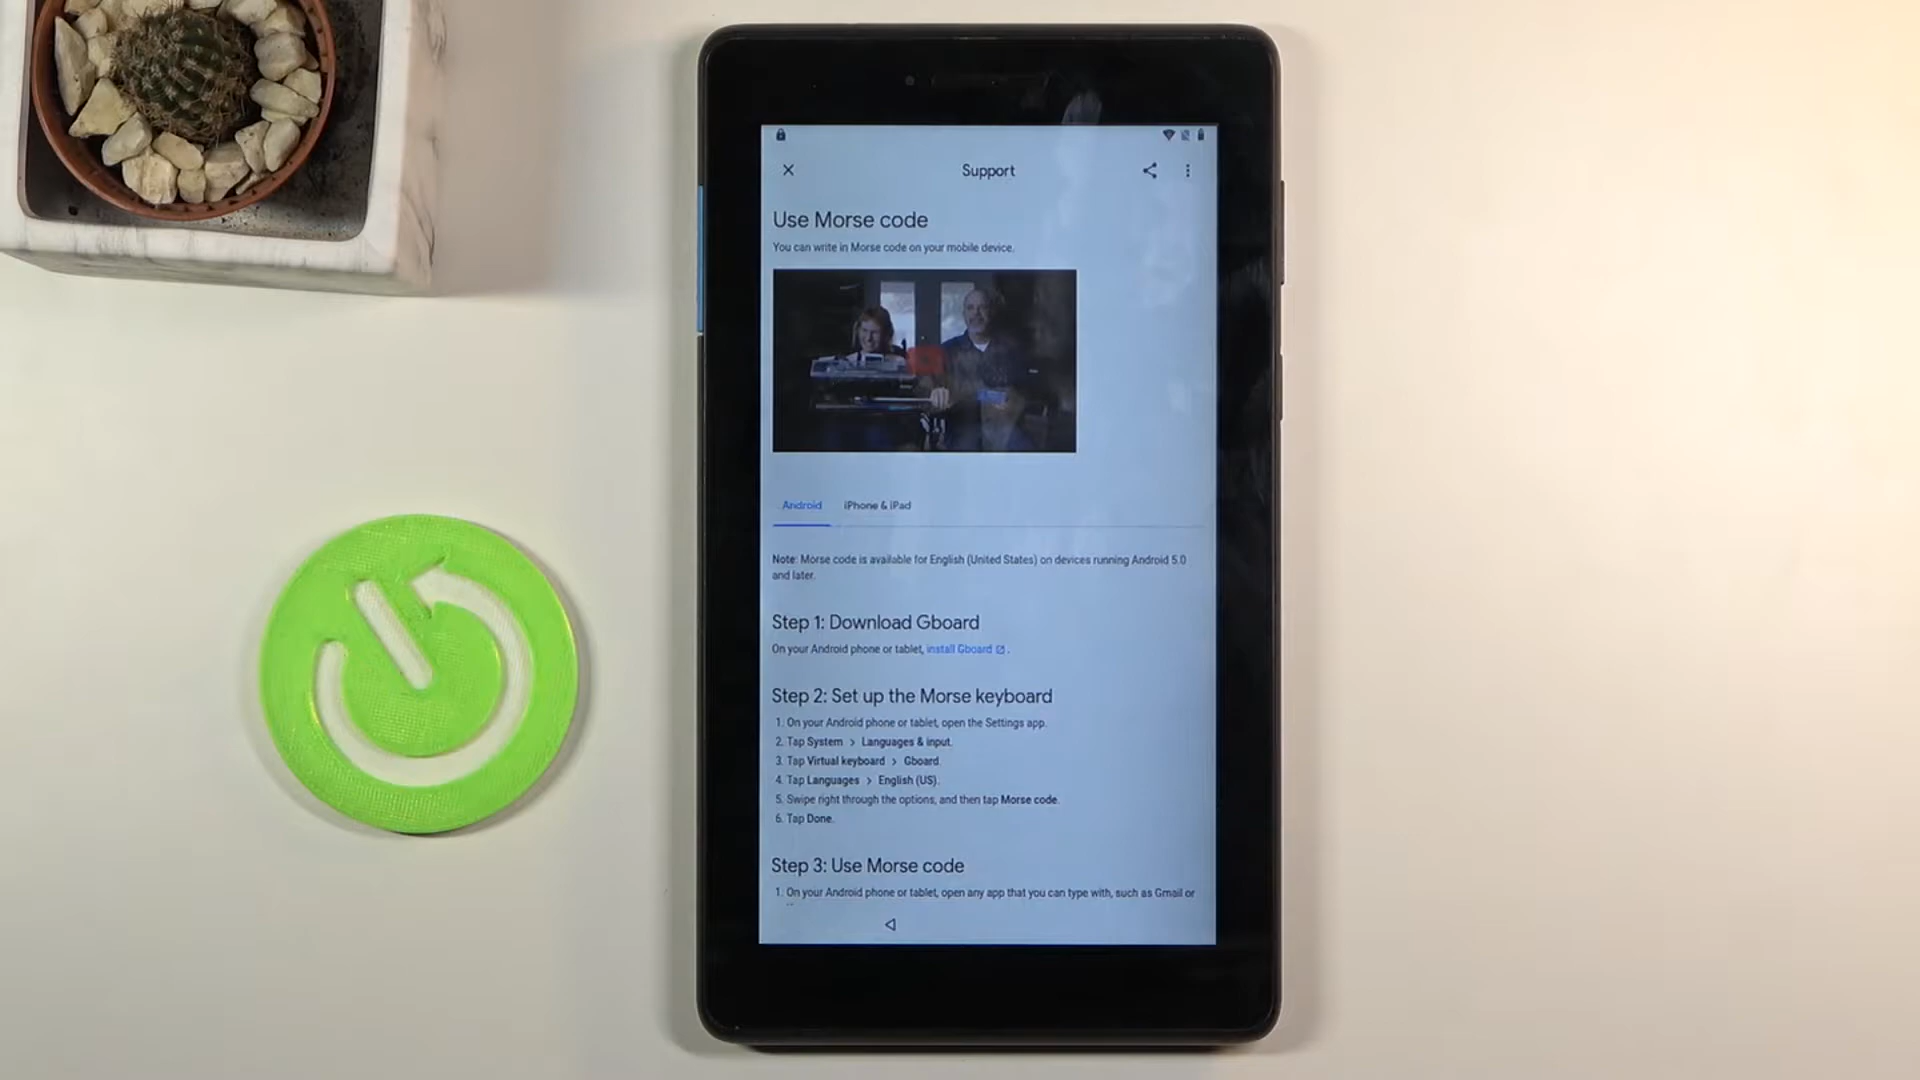 Support
Use Morse code
You can write in Morse code on your mobile device.
Android iPhone & iPad
Note: Morse code is available for English (United States) on devices running Android 5.0
and later.
Step 1: Download Gboard
On your Android phone or tablet, install Gboard .
Step 2: Set up the Morse keyboard
1. On your Android phone or tablet, open the Settings app.
2. Tap System > Languages & input.
3. Tap Virtual keyboard > Gboard.
4. Tap Languages > English (US).
5. Swipe right through the options, and then tap Morse code.
6. Tap Done.
Step 3: Use Morse code
1. On your Android phone or tablet, open any app that you can type with, such as Gmail or